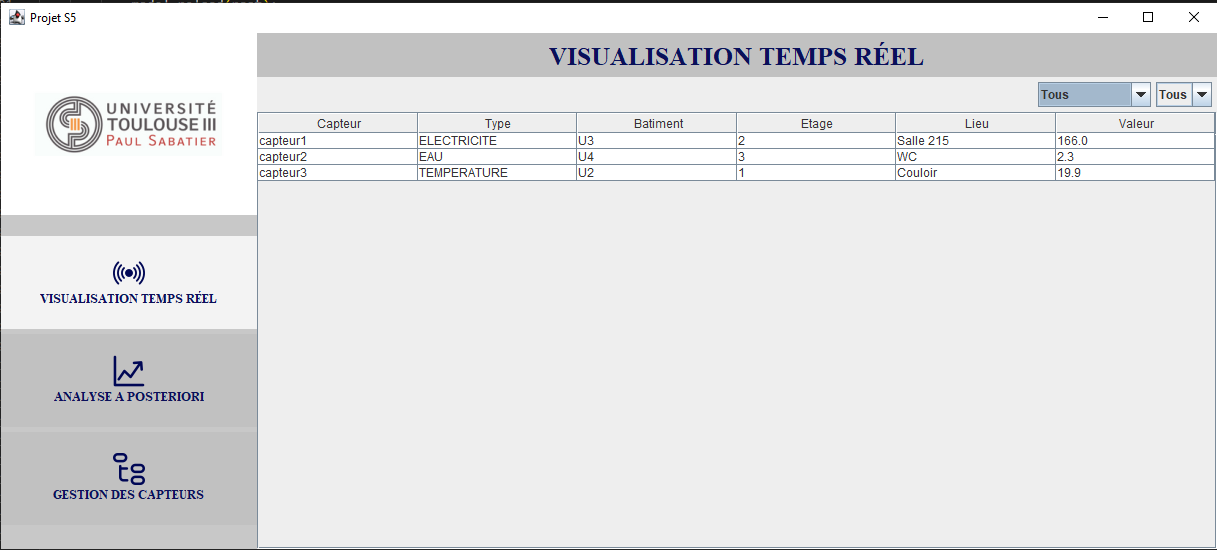 Projet S5
UNIVERSITÉ
TOULOUSE III
PAUL SABATIER
VISUALISATION TEMPS RÉEL
ANALYSE A POSTERIORI
GESTION DES CAPTEURS
VISUALISATION TEMPS RÉEL
Tous Tous
Capteur Type Batiment Etage Lieu Valeur
capteur1 ELECTRICITE U3 2 Salle 215 166.0
capteur2 EAU U4 3 WC 2.3
capteur3 TEMPERATURE U2 1 Couloir 19.9